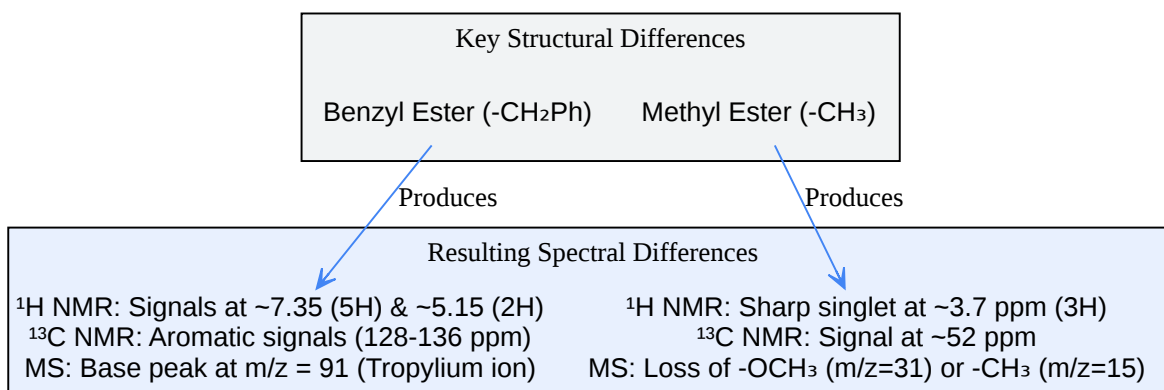 Key Structural Differences
Benzyl Ester (-CH₂Ph)
Methyl Ester (-CH₃)
Produces
Produces
Resulting Spectral Differences
¹H NMR: Signals at ~7.35 (5H) & ~5.15 (2H)
¹³C NMR: Aromatic signals (128-136 ppm)
MS: Base peak at m/z = 91 (Tropylium ion)
¹H NMR: Sharp singlet at ~3.7 ppm (3H)
¹³C NMR: Signal at ~52 ppm
MS: Loss of -OCH₃ (m/z=31) or -CH₃ (m/z=15)